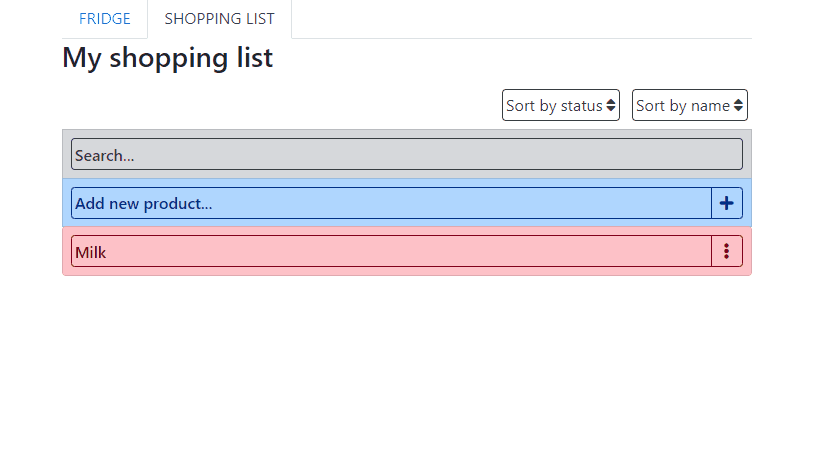 FRIDGE SHOPPING LIST
My shopping list
Sort by status Sort by name
Search...
Add new product...
Milk